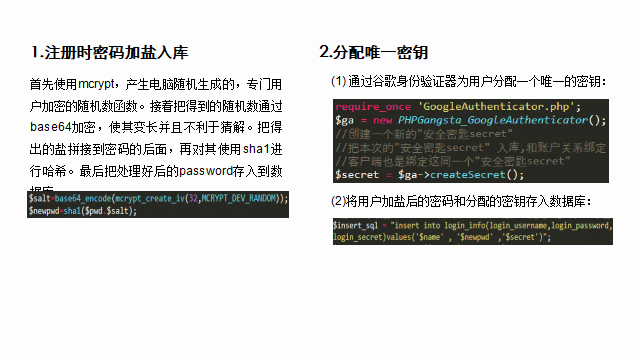 1.注册时密码加盐入库
首先使用mcrypt，产生电脑随机生成的，专门用
户加密的随机数函数。接着把得到的随机数通过
base64加密，使其变长并且不利于猜解。把得
出的盐拼接到密码的后面，再对其使用sha1进
行哈希。最后把处理好后的password存入到数
据库
$salt=base64_encode(mcrypt_create_iv(32,MCRYPT_DEV_RANDOM));
$newpwd=sha1($pwd.$salt);
2.分配唯一密钥
(1) 通过谷歌身份验证器为用户分配一个唯一的密钥：
require_once 'GoogleAuthenticator.php';
$ga = new PHPGangsta_GoogleAuthenticator();
//创建一个新的"安全密匙secret"
//把本次的"安全密匙secret" 入库,和账户关系绑定
//客户端也是绑定这同一个"安全密匙secret"
$secret = $ga->createSecret();
(2)将用户加盐后的密码和分配的密钥存入数据库：
$insert_sql = "insert into login_info(login_username,login_password,
login_secret)values('$name' , '$newpwd' ,'$secret')";